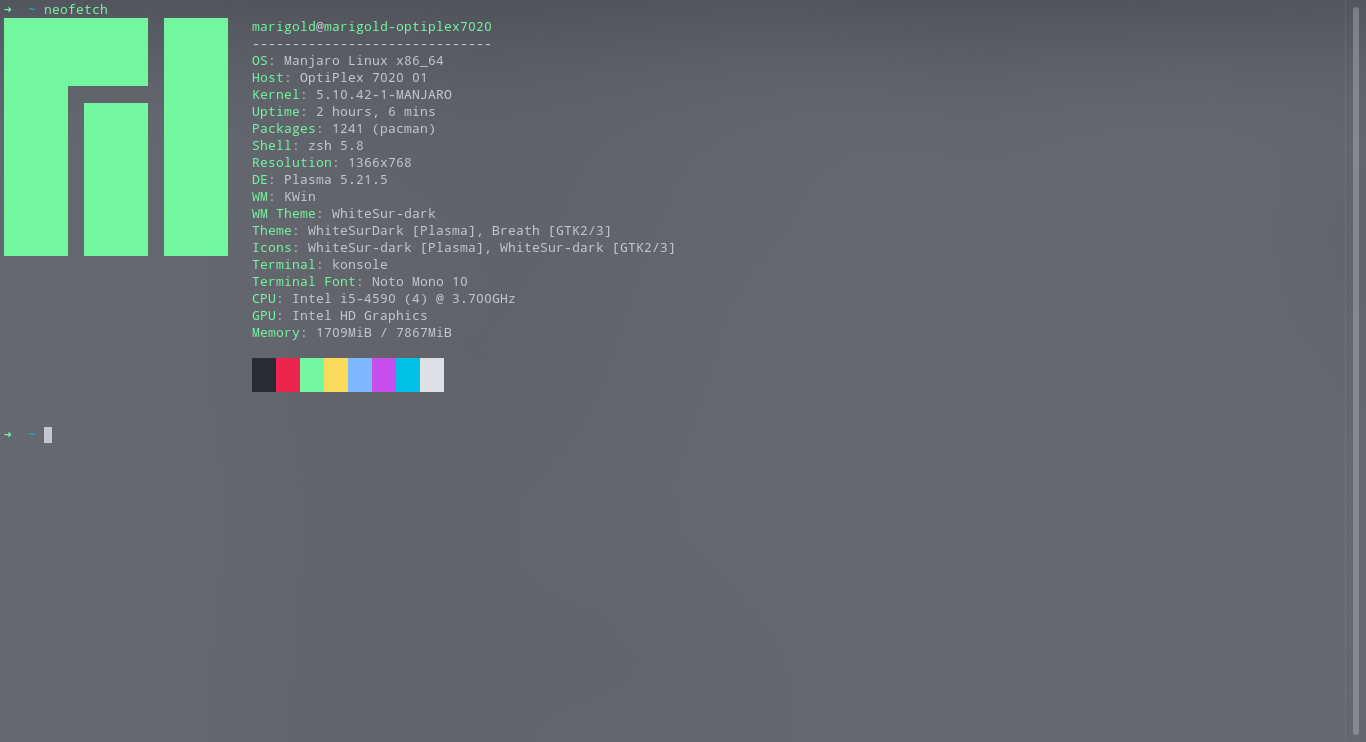 ➜ ~ neofetch
marigold@marigold-optiplex7020
------------------------------
OS: Manjaro Linux x86_64
Host: OptiPlex 7020 01
Kernel: 5.10.42-1-MANJARO
Uptime: 2 hours, 6 mins
Packages: 1241 (pacman)
Shell: zsh 5.8
Resolution: 1366x768
DE: Plasma 5.21.5
WM: KWin
WM Theme: WhiteSur-dark
Theme: WhiteSurDark [Plasma], Breath [GTK2/3]
Icons: WhiteSur-dark [Plasma], WhiteSur-dark [GTK2/3]
Terminal: konsole
Terminal Font: Noto Mono 10
CPU: Intel i5-4590 (4) @ 3.700GHz
GPU: Intel HD Graphics
Memory: 1709MiB / 7867MiB
➜ ~